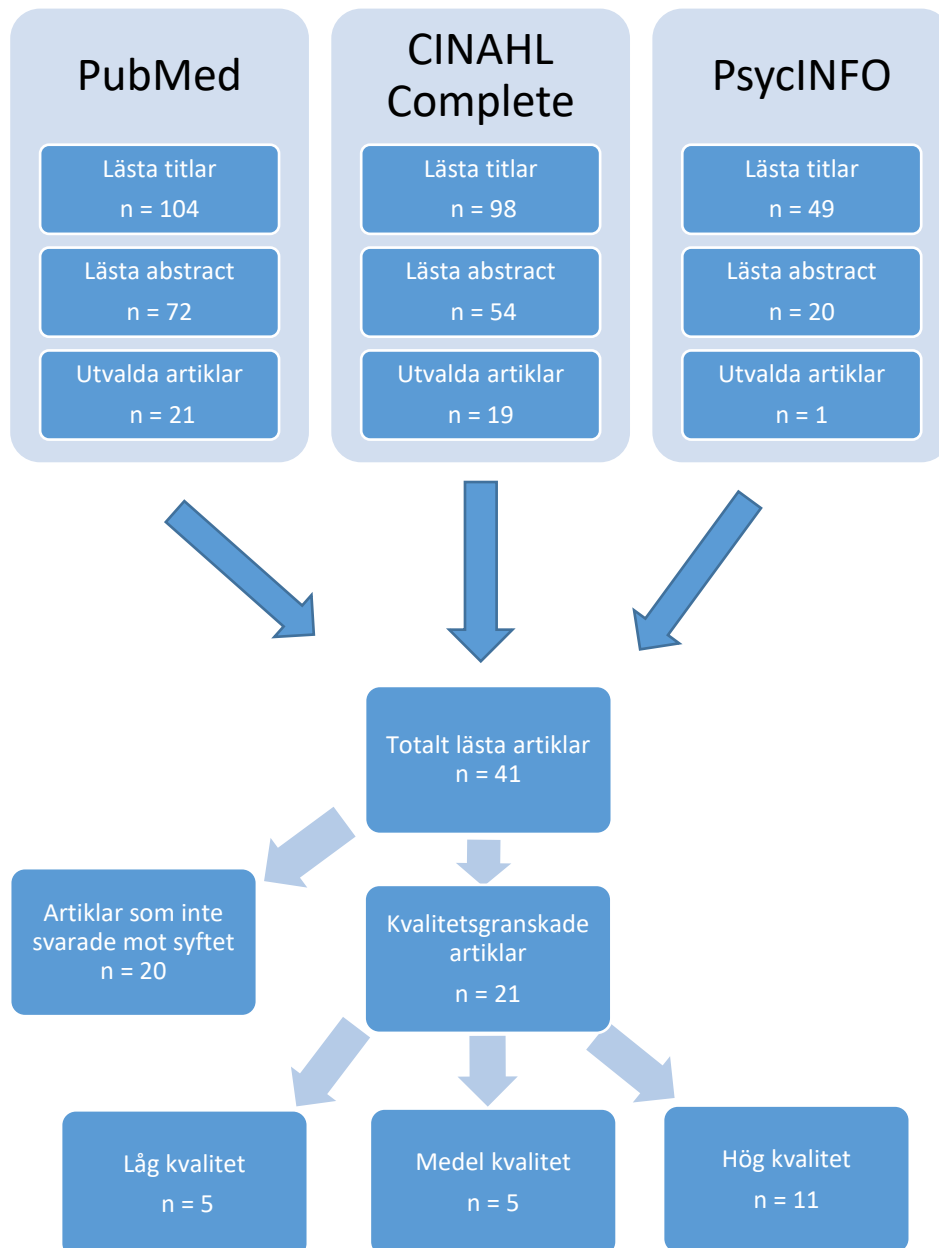 PubMed
Lästa titlar
n = 104
Lästa abstract
n = 72
Utvalda artiklar
n = 21
CINAHL
Complete
Lästa titlar
n = 98
Lästa abstract
n = 54
Utvalda artiklar
n = 19
PsycINFO
Lästa titlar
n = 49
Lästa abstract
n = 20
Utvalda artiklar
n = 1
Totalt lästa artiklar
n = 41
Artiklar som inte
svarade mot syftet
n = 20
Kvalitetsgranskade
artiklar
n = 21
Låg kvalitet
n = 5
Medel kvalitet
n = 5
Hög kvalitet
n = 11